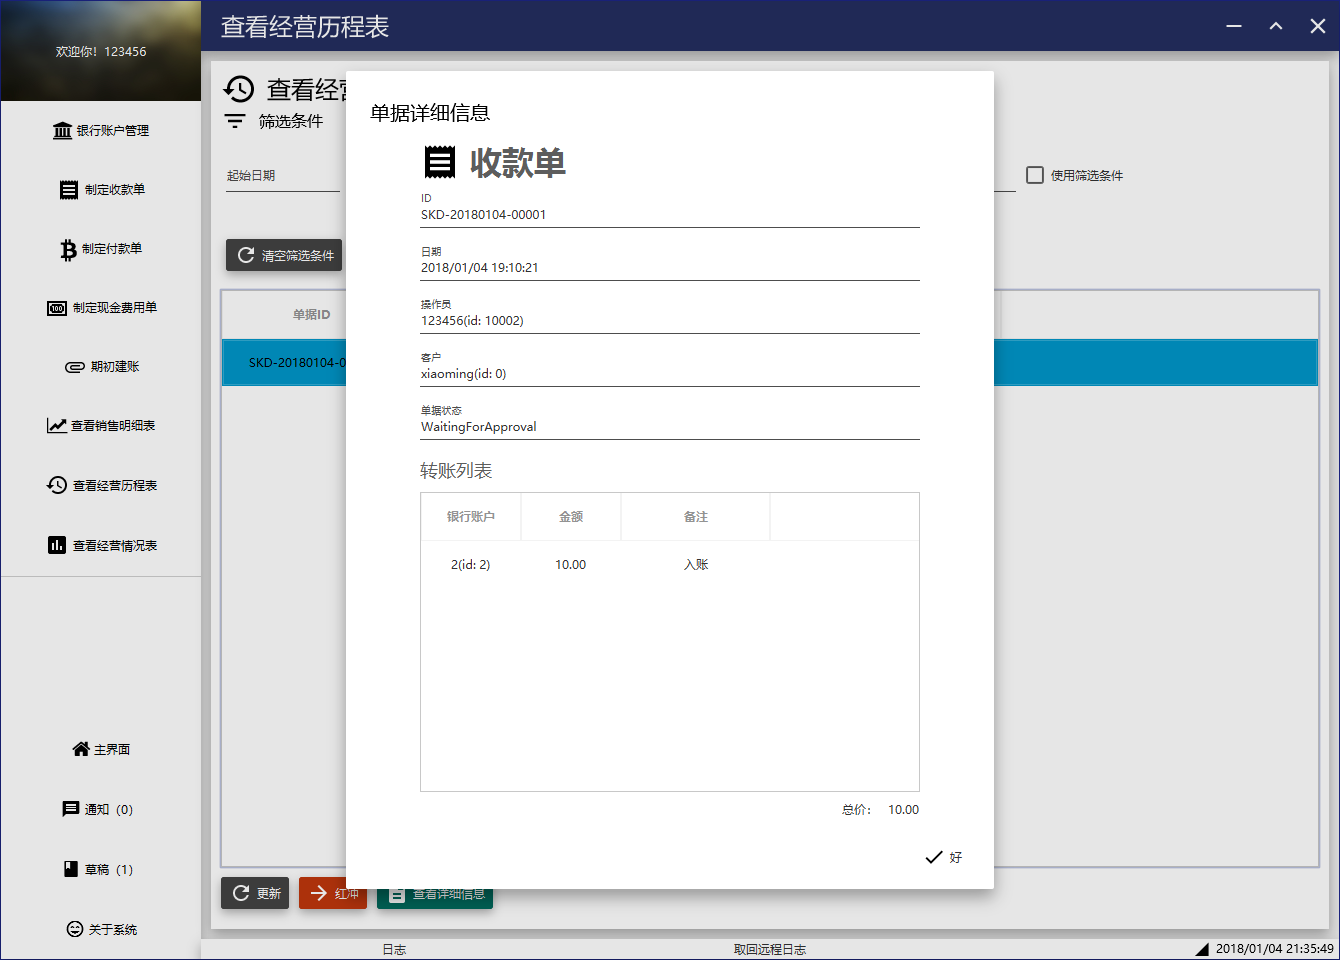 查看经营历程表
欢迎你！123456
银行账户管理
制定收款单
制定付款单
制定现金费用单
期初建账
查看销售明细表
查看经营历程表
查看经营情况表
主界面
通知（0）
草稿（1）
关于系统
查看经营
筛选条件
起始日期
使用筛选条件
清空筛选条件
单据ID
SKD-20180104-0
单据详细信息
收款单
ID
SKD-20180104-00001
日期
2018/01/04 19:10:21
操作员
123456(id: 10002)
客户
xiaoming(id: 0)
单据状态
WaitingForApproval
转账列表
银行账户 金额 备注
2(id: 2) 10.00 入账
总价： 10.00
好
更新 红冲 查看详细信息
日志 取回远程日志 2018/01/04 21:35:49